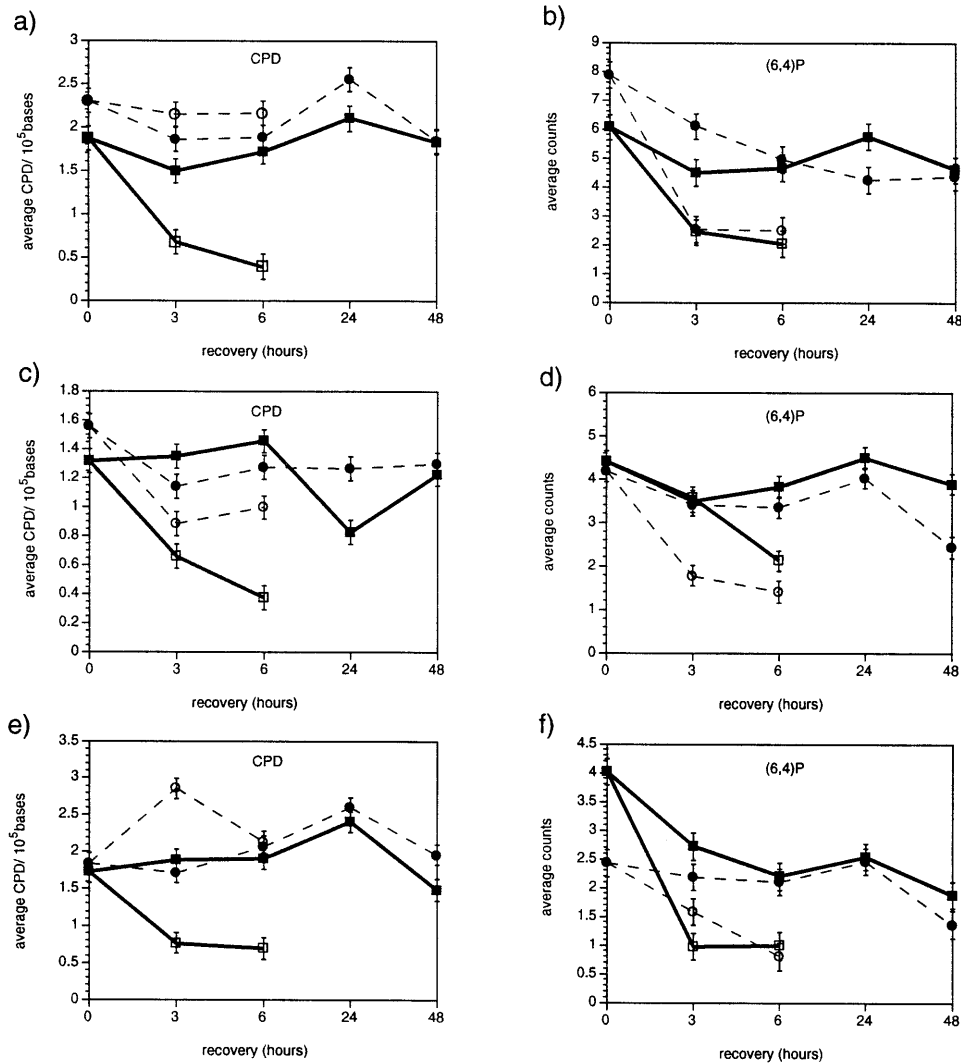 a)
CPD
average CPD/ 10⁵bases
3
2.5
2
1.5
1
0.5
0
0 3 6 24 48
recovery (hours)
b)
(6,4)P
average counts
9
8
7
6
5
4
3
2
1
0
0 3 6 24 48
recovery (hours)
c)
CPD
average CPD/ 10⁵bases
1.8
1.6
1.4
1.2
1
0.8
0.6
0.4
0.2
0
0 3 6 24 48
recovery (hours)
d)
(6,4)P
average counts
6
5
4
3
2
1
0
0 3 6 24 48
recovery (hours)
e)
CPD
average CPD/ 10⁵bases
3.5
3
2.5
2
1.5
1
0.5
0
0 3 6 24 48
recovery (hours)
f)
(6,4)P
average counts
4.5
4
3.5
3
2.5
2
1.5
1
0.5
0
0 3 6 24 48
recovery (hours)